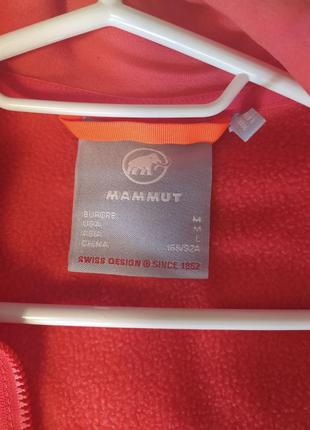 MAMMUT
EUROPE M
USA M
ASIA L
CHINA 165/92A
SWISS DESIGN SINCE 1862